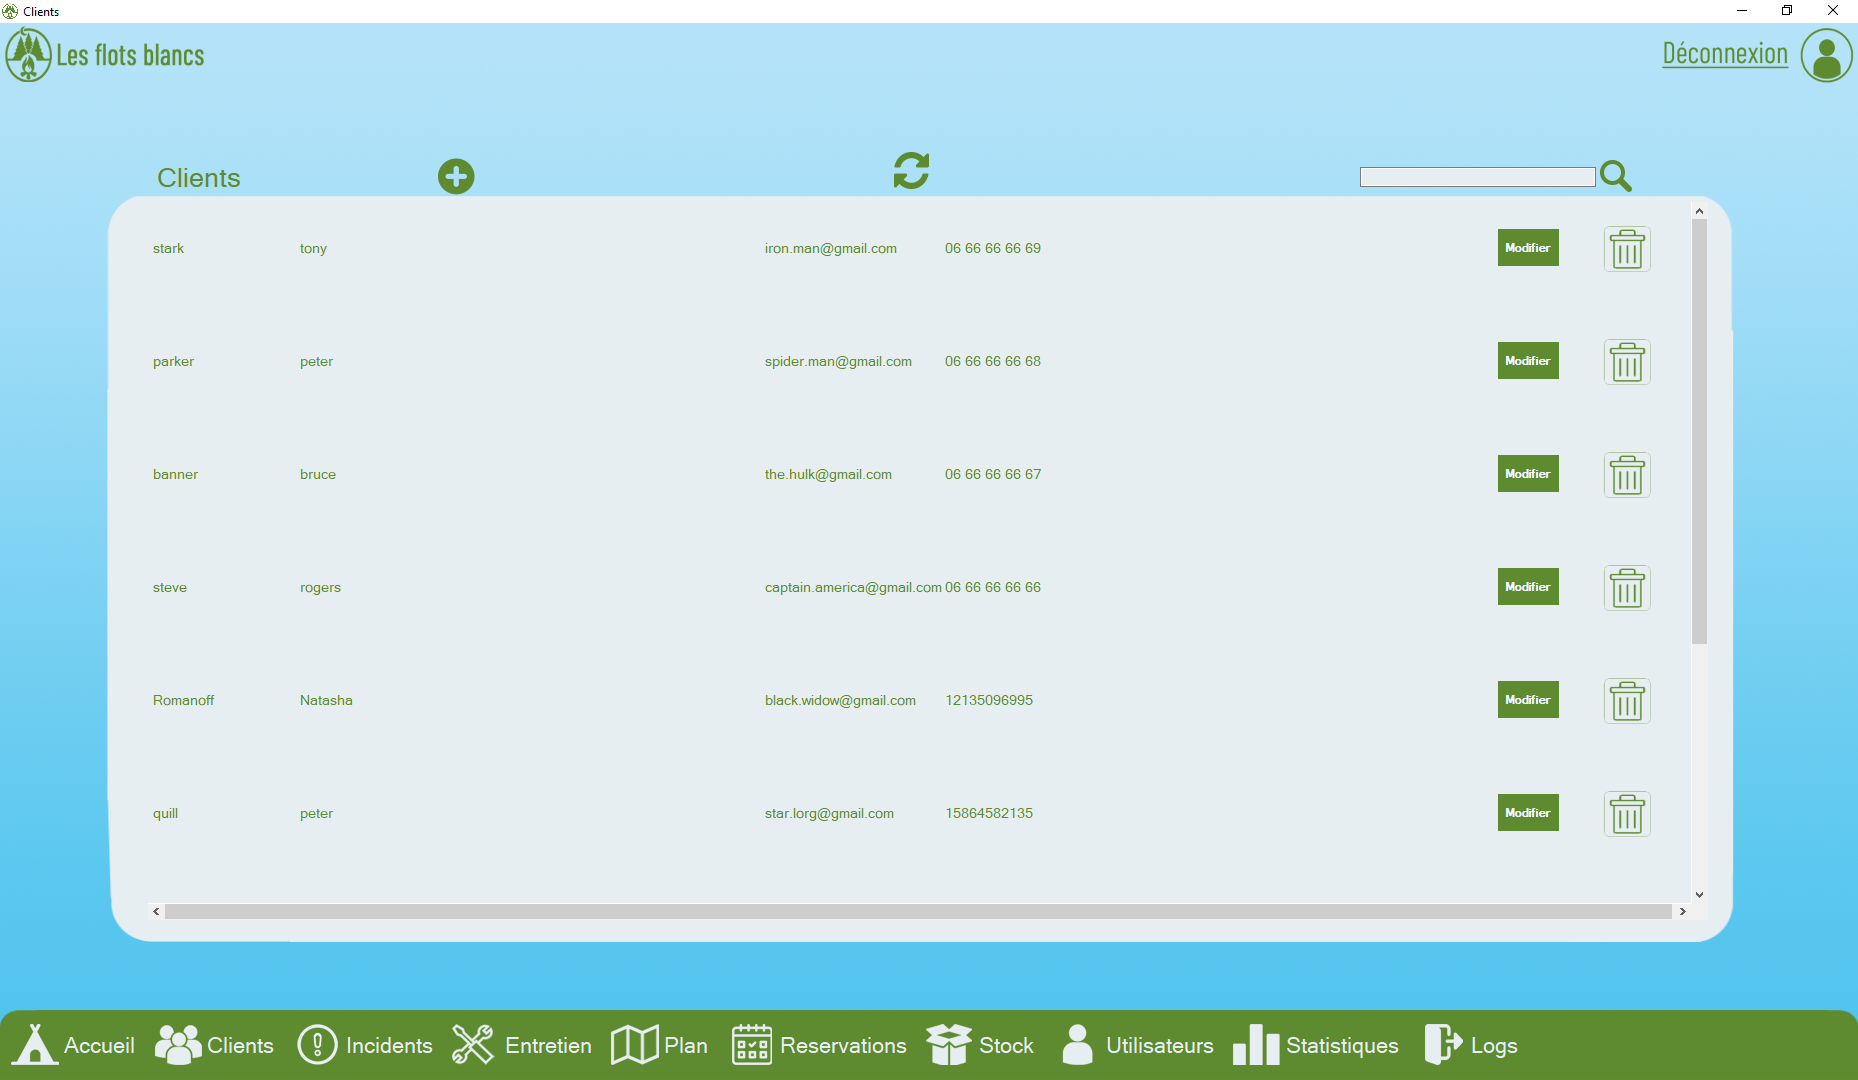 Clients
Les flots blancs
Déconnexion
Clients
stark tony iron.man@gmail.com 06 66 66 66 69 Modifier
parker peter spider.man@gmail.com 06 66 66 66 68 Modifier
banner bruce the.hulk@gmail.com 06 66 66 66 67 Modifier
steve rogers captain.america@gmail.com 06 66 66 66 66 Modifier
Romanoff Natasha black.widow@gmail.com 12135096995 Modifier
quill peter star.lorg@gmail.com 15864582135 Modifier
Accueil Clients Incidents Entretien Plan Reservations Stock Utilisateurs Statistiques Logs